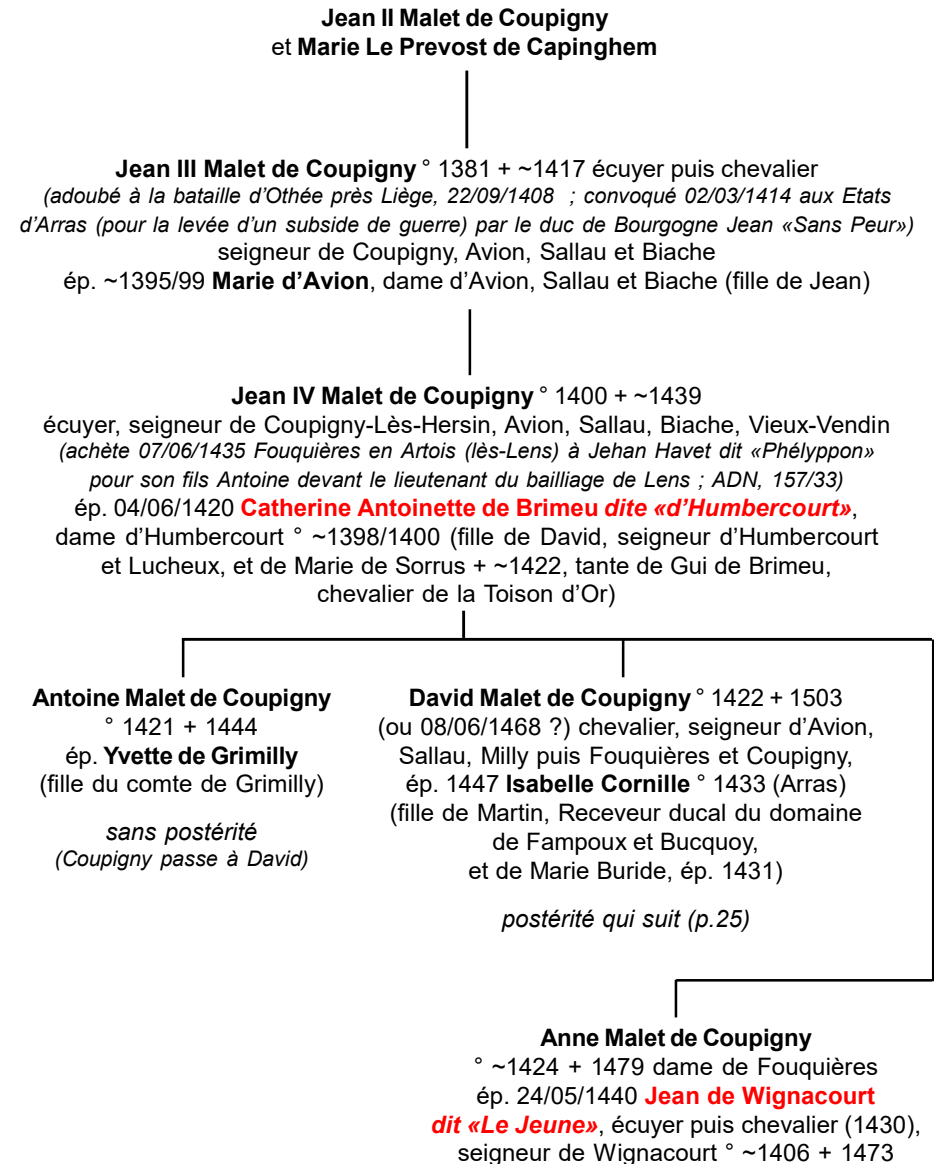 Jean II Malet de Coupigny
et Marie Le Prevost de Capinghem
Jean III Malet de Coupigny ° 1381 + ~1417 écuyer puis chevalier
(adoubé à la bataille d’Othée près Liège, 22/09/1408 ; convoqué 02/03/1414 aux Etats
d’Arras (pour la levée d’un subside de guerre) par le duc de Bourgogne Jean «Sans Peur»)
seigneur de Coupigny, Avion, Sallau et Biache
ép. ~1395/99 Marie d’Avion, dame d’Avion, Sallau et Biache (fille de Jean)
Jean IV Malet de Coupigny ° 1400 + ~1439
écuyer, seigneur de Coupigny-Lès-Hersin, Avion, Sallau, Biache, Vieux-Vendin
(achète 07/06/1435 Fouquières en Artois (lès-Lens) à Jehan Havet dit «Phélyppon»
pour son fils Antoine devant le lieutenant du bailliage de Lens ; ADN, 157/33)
ép. 04/06/1420 Catherine Antoinette de Brimeu dite «d’Humbercourt»,
dame d’Humbercourt ° ~1398/1400 (fille de David, seigneur d’Humbercourt
et Lucheux, et de Marie de Sorrus + ~1422, tante de Gui de Brimeu,
chevalier de la Toison d’Or)
Antoine Malet de Coupigny
° 1421 + 1444
ép. Yvette de Grimilly
(fille du comte de Grimilly)
sans postérité
(Coupigny passe à David)
David Malet de Coupigny ° 1422 + 1503
(ou 08/06/1468 ?) chevalier, seigneur d’Avion,
Sallau, Milly puis Fouquières et Coupigny,
ép. 1447 Isabelle Cornille ° 1433 (Arras)
(fille de Martin, Receveur ducal du domaine
de Fampoux et Bucquoy,
et de Marie Buride, ép. 1431)
postérité qui suit (p.25)
Anne Malet de Coupigny
° ~1424 + 1479 dame de Fouquières
ép. 24/05/1440 Jean de Wignacourt
dit «Le Jeune», écuyer puis chevalier (1430),
seigneur de Wignacourt ° ~1406 + 1473